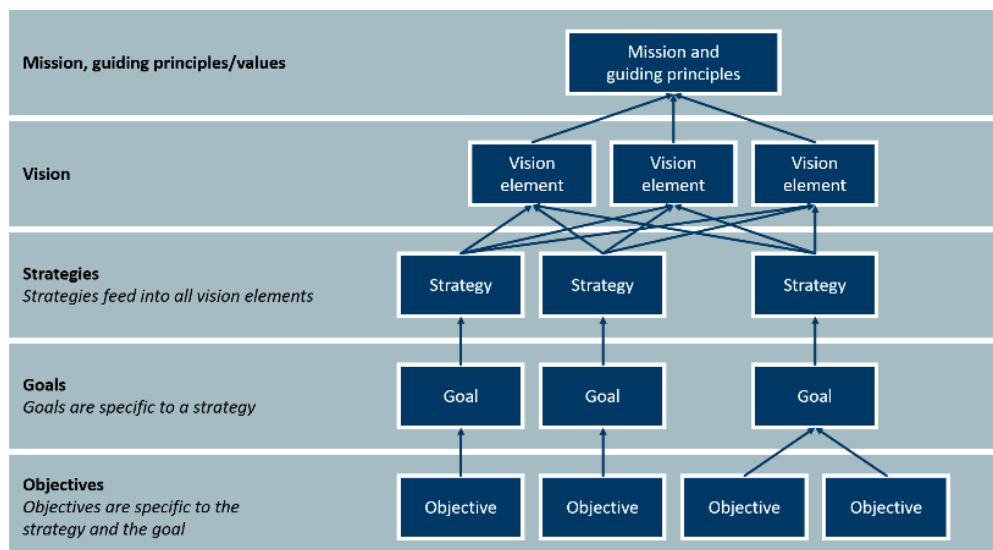 Mission, guiding principles/values
Mission and
guiding principles
Vision
Vision
element
Vision
element
Vision
element
Strategies
Strategies feed into all vision elements
Strategy
Strategy
Strategy
Goals
Goals are specific to a strategy
Goal
Goal
Goal
Objectives
Objectives are specific to the
strategy and the goal
Objective
Objective
Objective
Objective